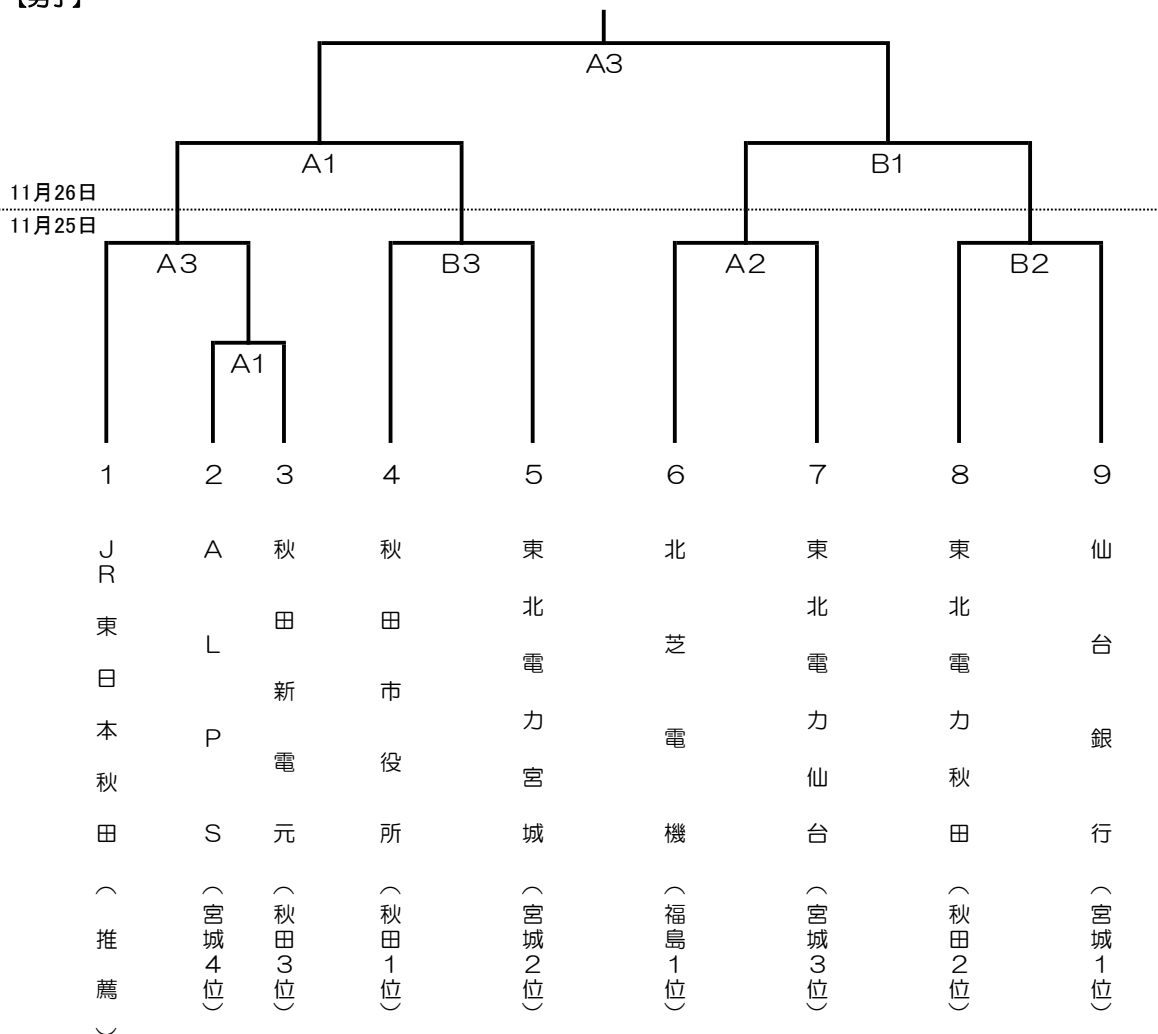 【男子】
A3
A1
B1
11月26日
11月25日
A3
B3
A2
B2
A1
1
2
3
4
5
6
7
8
9
JR東日本秋田（推薦）
ALPS（宮城4位）
秋田新電元（秋田3位）
秋田市役所（秋田1位）
東北電力宮城（宮城2位）
北芝電機（福島1位）
東北電力仙台（宮城3位）
東北電力秋田（秋田2位）
仙台銀行（宮城1位）